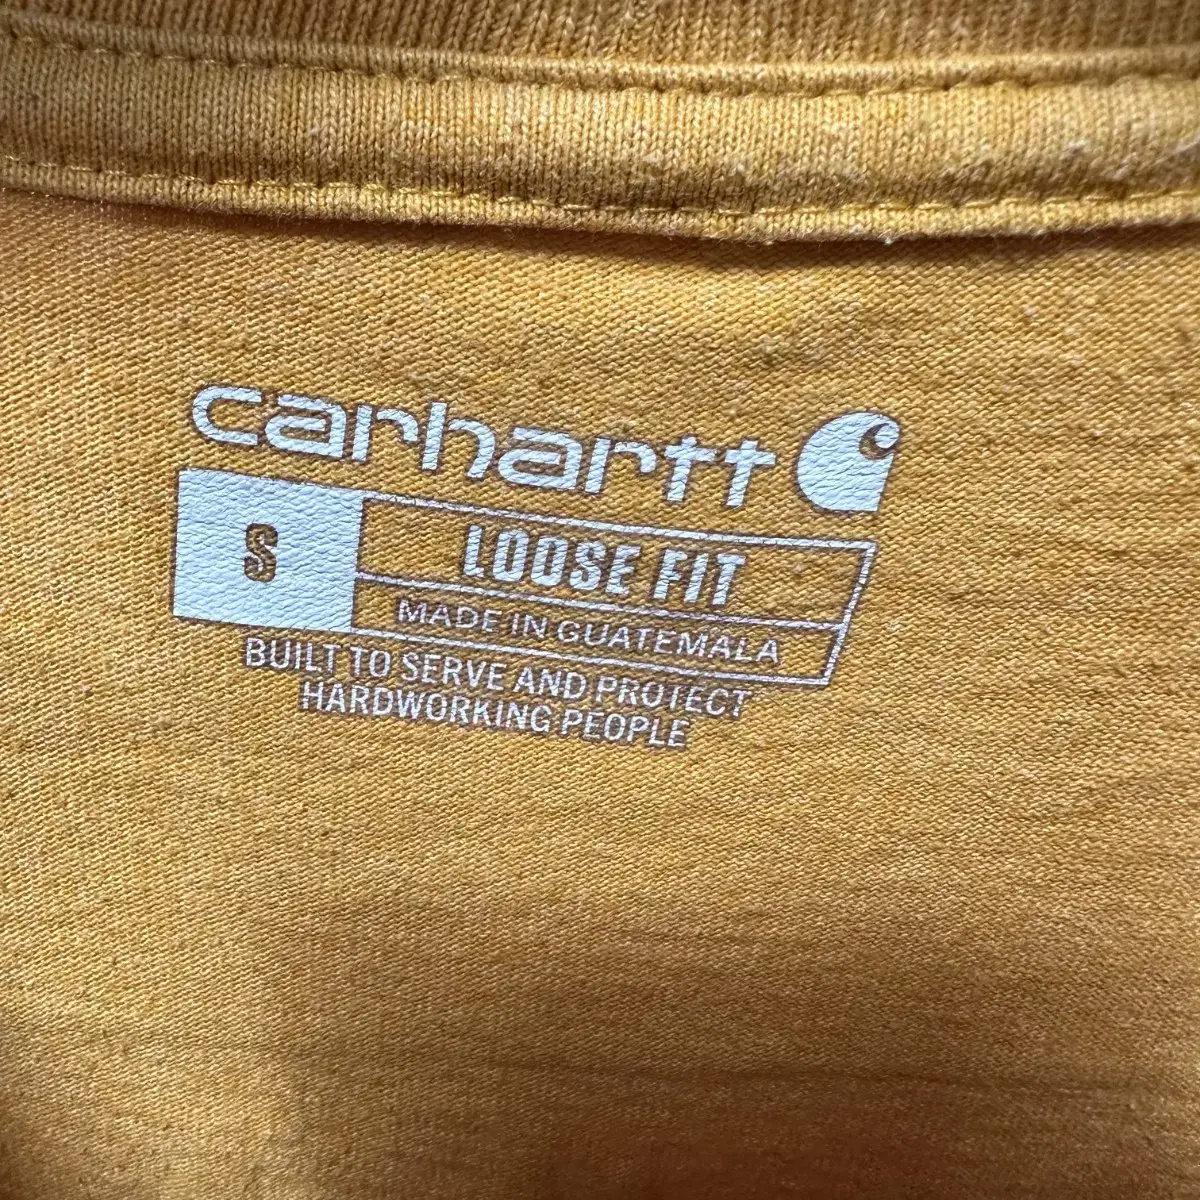 carhartt
S
LOOSE FIT
MADE IN GUATEMALA
BUILT TO SERVE AND PROTECT
HARDWORKING PEOPLE